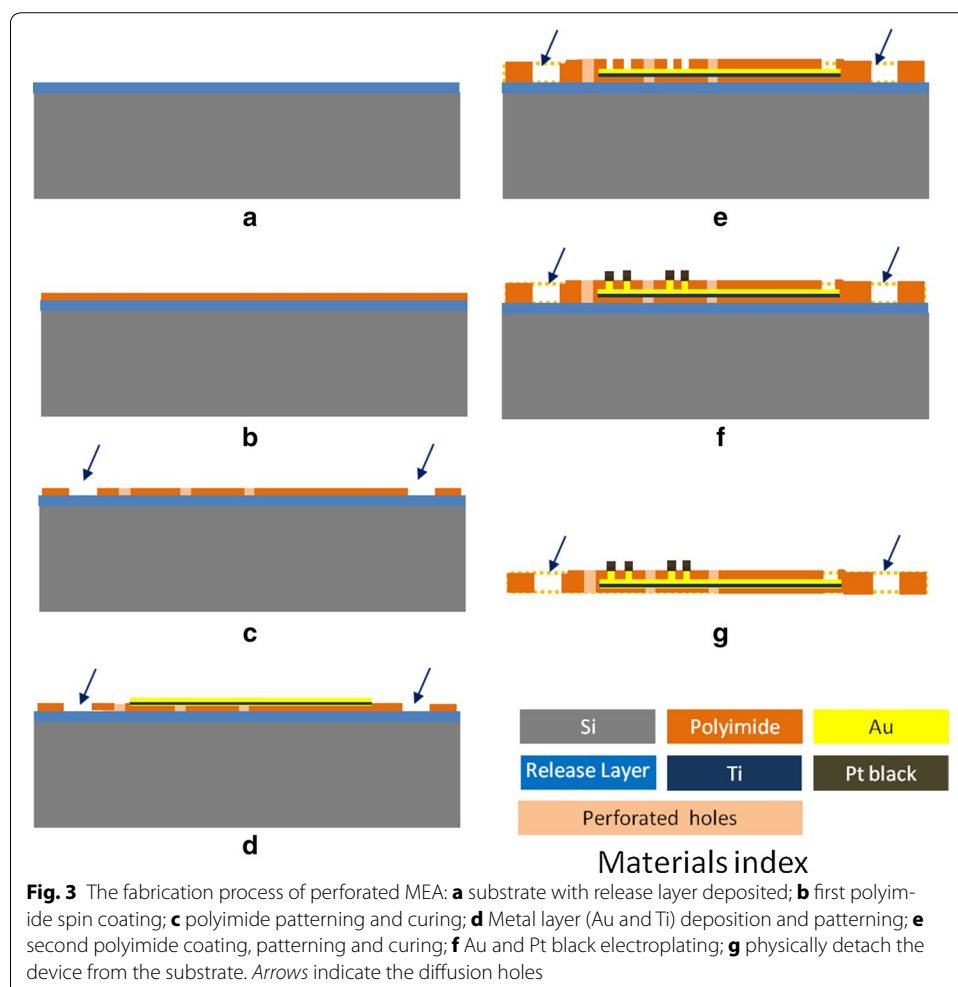 a
b
c
d
e
f
g
Si
Polyimide
Au
Release Layer
Ti
Pt black
Perforated holes
Materials index
Fig. 3 The fabrication process of perforated MEA: a substrate with release layer deposited; b first polyim-
ide spin coating; c polyimide patterning and curing; d Metal layer (Au and Ti) deposition and patterning; e
second polyimide coating, patterning and curing; f Au and Pt black electroplating; g physically detach the
device from the substrate. Arrows indicate the diffusion holes